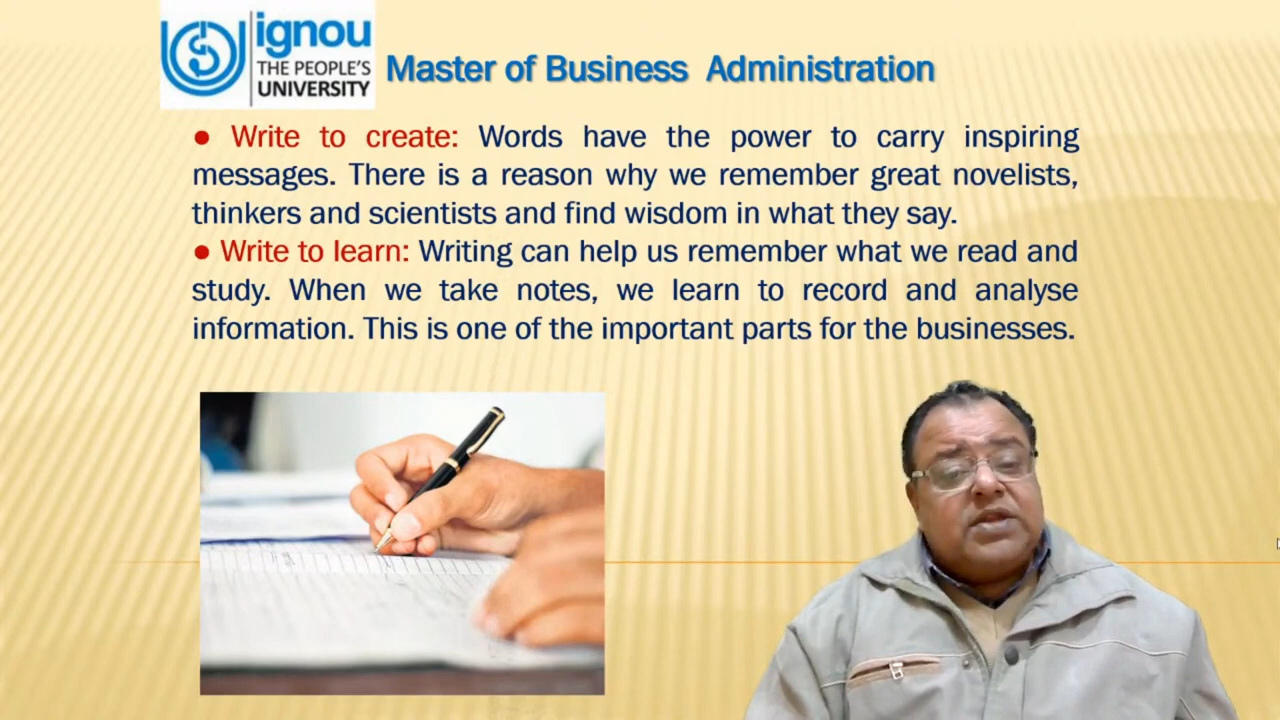 ignou
THE PEOPLE'S
UNIVERSITY
Master of Business Administration
● Write to create: Words have the power to carry inspiring
messages. There is a reason why we remember great novelists,
thinkers and scientists and find wisdom in what they say.
● Write to learn: Writing can help us remember what we read and
study. When we take notes, we learn to record and analyse
information. This is one of the important parts for the businesses.